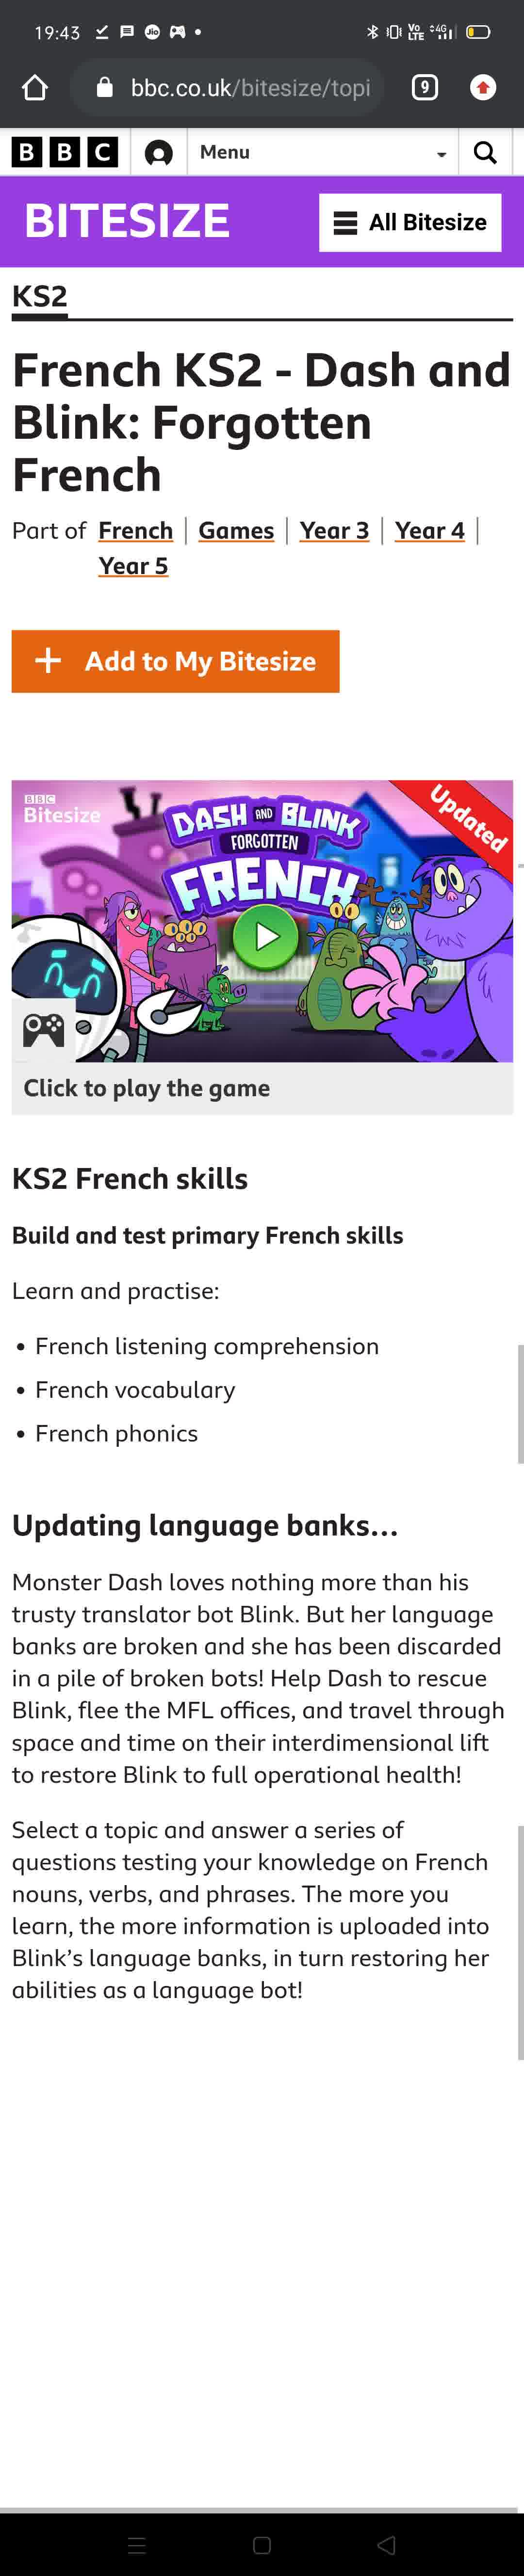 19:43
Jio
Vo
LTE
4G
bbc.co.uk/bitesize/topi
9
BBC
Menu
BITESIZE
All Bitesize
KS2
French KS2 - Dash and
Blink: Forgotten
French
Part of French | Games | Year 3 | Year 4 |
Year 5
+ Add to My Bitesize
BBC
Bitesize
DASH AND BLINK
FORGOTTEN
FRENCH
Updated
Click to play the game
KS2 French skills
Build and test primary French skills
Learn and practise:
• French listening comprehension
• French vocabulary
• French phonics
Updating language banks...
Monster Dash loves nothing more than his
trusty translator bot Blink. But her language
banks are broken and she has been discarded
in a pile of broken bots! Help Dash to rescue
Blink, flee the MFL offices, and travel through
space and time on their interdimensional lift
to restore Blink to full operational health!
Select a topic and answer a series of
questions testing your knowledge on French
nouns, verbs, and phrases. The more you
learn, the more information is uploaded into
Blink’s language banks, in turn restoring her
abilities as a language bot!